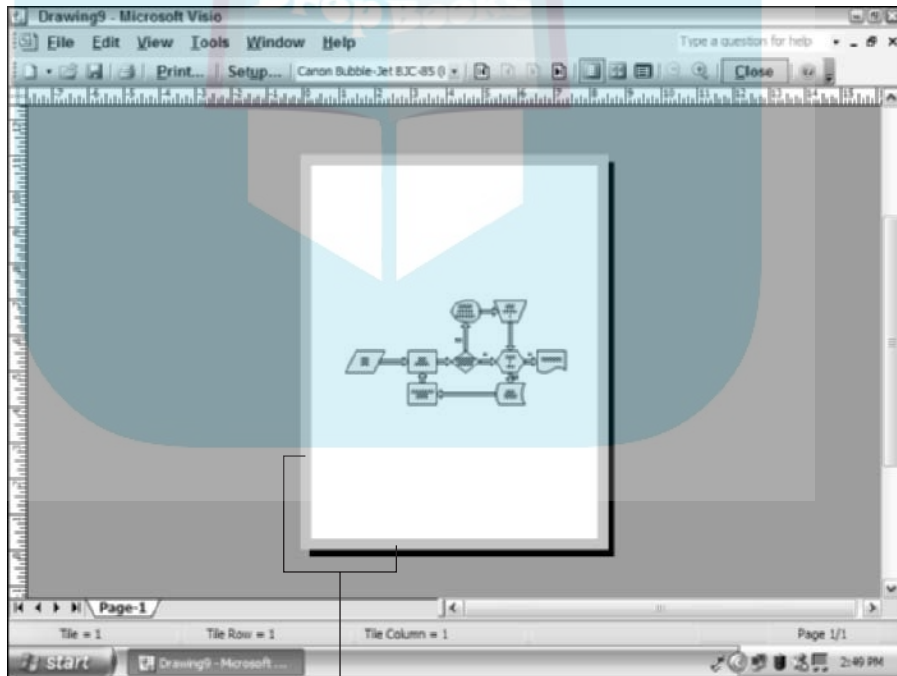 Drop Books
Drawing9 - Microsoft Visio
File Edit View Tools Window Help
Type a question for help
Print... Setup... Canon Bubble-Jet BJC-85 (
Close
Page-1
Tile = 1 Tile Row = 1 Tile Column = 1 Page 1/1
start Drawing9 - Microsoft ... 2:49 PM